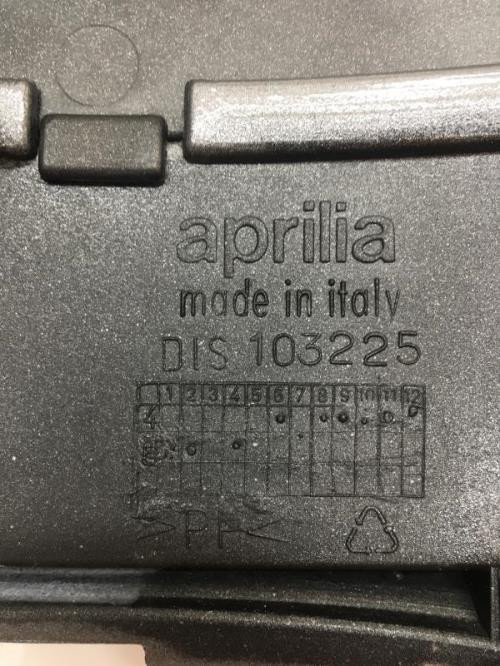 aprilia
made in italy
DIS 103225
1 2 3 4 5 6 7 8 9 10 11 12
>PP<